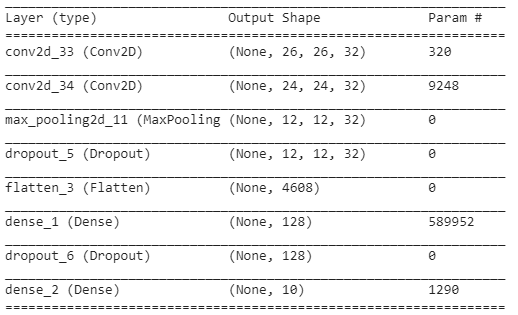 Layer (type) Output Shape Param #
conv2d_33 (Conv2D) (None, 26, 26, 32) 320
conv2d_34 (Conv2D) (None, 24, 24, 32) 9248
max_pooling2d_11 (MaxPooling (None, 12, 12, 32) 0
dropout_5 (Dropout) (None, 12, 12, 32) 0
flatten_3 (Flatten) (None, 4608) 0
dense_1 (Dense) (None, 128) 589952
dropout_6 (Dropout) (None, 128) 0
dense_2 (Dense) (None, 10) 1290